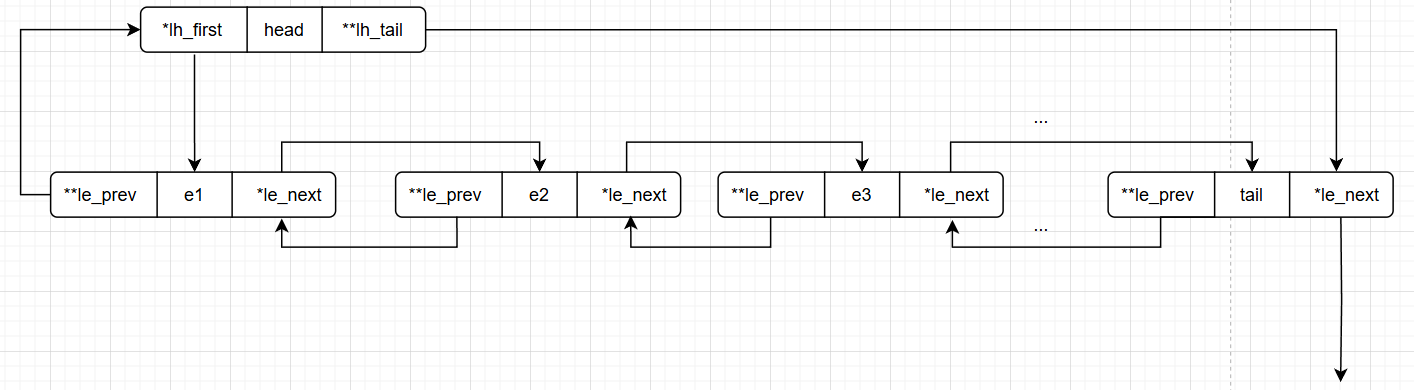 *lh_first head **lh_tail
...
**le_prev e1 *le_next **le_prev e2 *le_next **le_prev e3 *le_next **le_prev tail *le_next
...